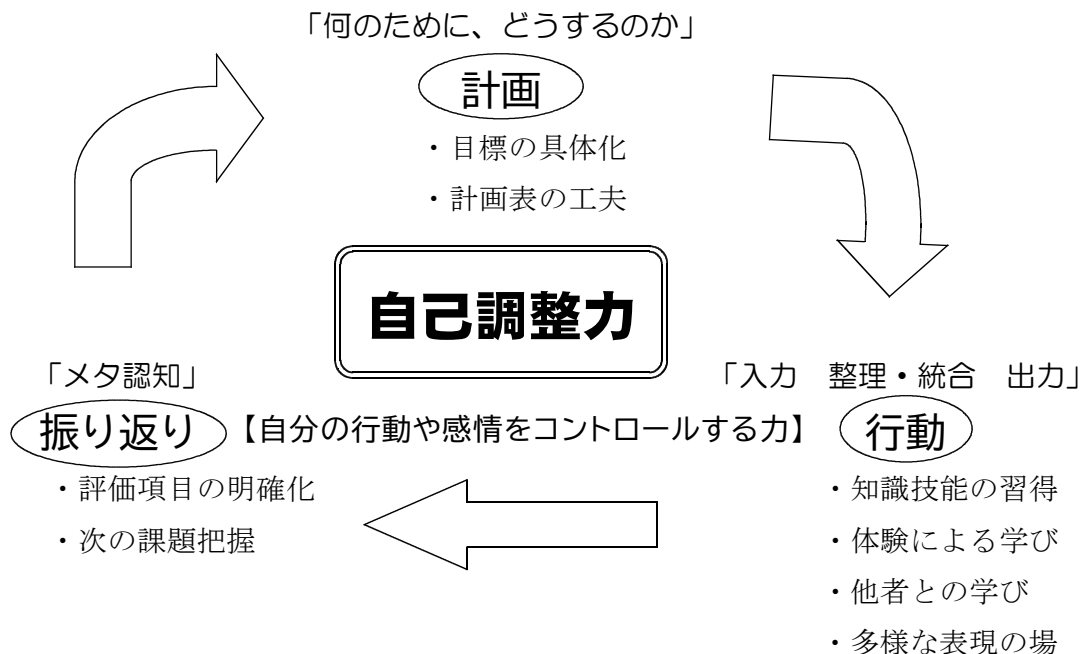 「何のために、どうするのか」
計画
・目標の具体化
・計画表の工夫
自己調整力
「メタ認知」
振り返り
【自分の行動や感情をコントロールする力】
・評価項目の明確化
・次の課題把握
「入力　整理・統合　出力」
行動
・知識技能の習得
・体験による学び
・他者との学び
・多様な表現の場